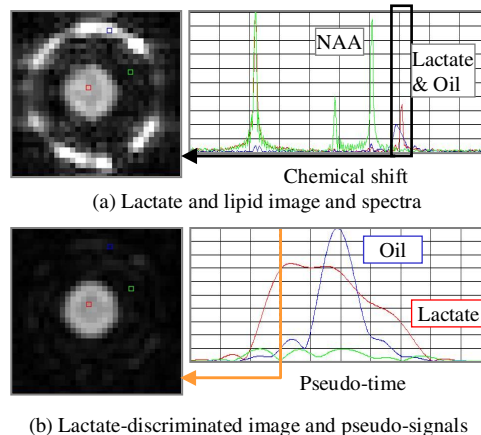 NAA
Lactate
& Oil
Chemical shift
(a) Lactate and lipid image and spectra
Oil
Lactate
Pseudo-time
(b) Lactate-discriminated image and pseudo-signals